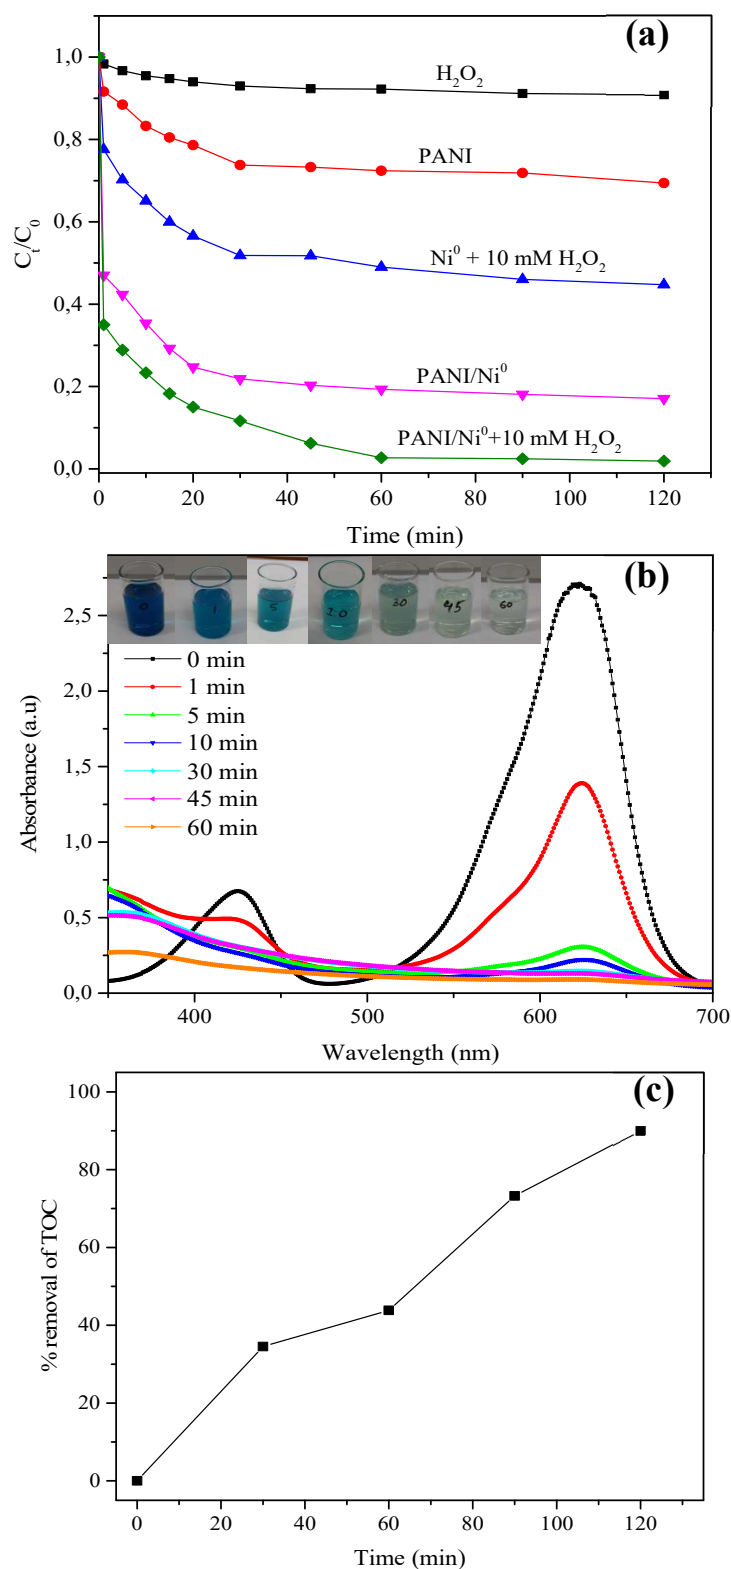 (a)
1,0
0,8
0,6
0,4
0,2
0,0
Cₜ/C₀
H₂O₂
PANI
Ni⁰ + 10 mM H₂O₂
PANI/Ni⁰
PANI/Ni⁰+10 mM H₂O₂
0 20 40 60 80 100 120
Time (min)
(b)
0 1 5 10 30 45 60
2,5
2,0
1,5
1,0
0,5
0,0
Absorbance (a.u)
0 min
1 min
5 min
10 min
30 min
45 min
60 min
400 500 600 700
Wavelength (nm)
(c)
100
80
60
40
20
0
% removal of TOC
0 20 40 60 80 100 120
Time (min)